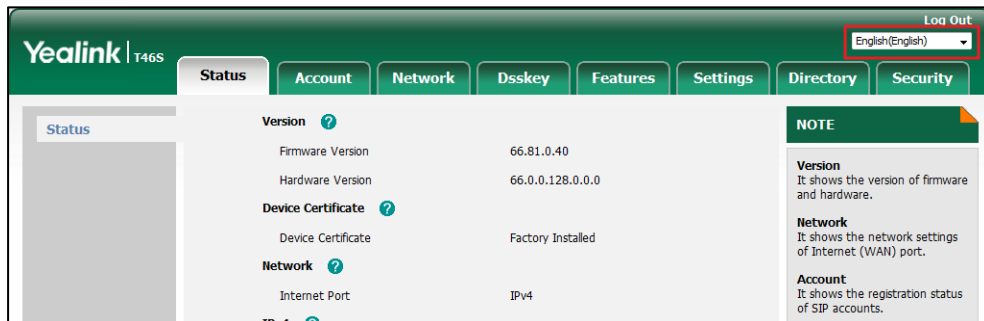 Log Out
English(English)
Yealink | T46S
Status Account Network Dsskey Features Settings Directory Security
Status
Version ?
Firmware Version 66.81.0.40
Hardware Version 66.0.0.128.0.0.0
Device Certificate ?
Device Certificate Factory Installed
Network ?
Internet Port IPv4
NOTE
Version
It shows the version of firmware
and hardware.
Network
It shows the network settings
of Internet (WAN) port.
Account
It shows the registration status
of SIP accounts.